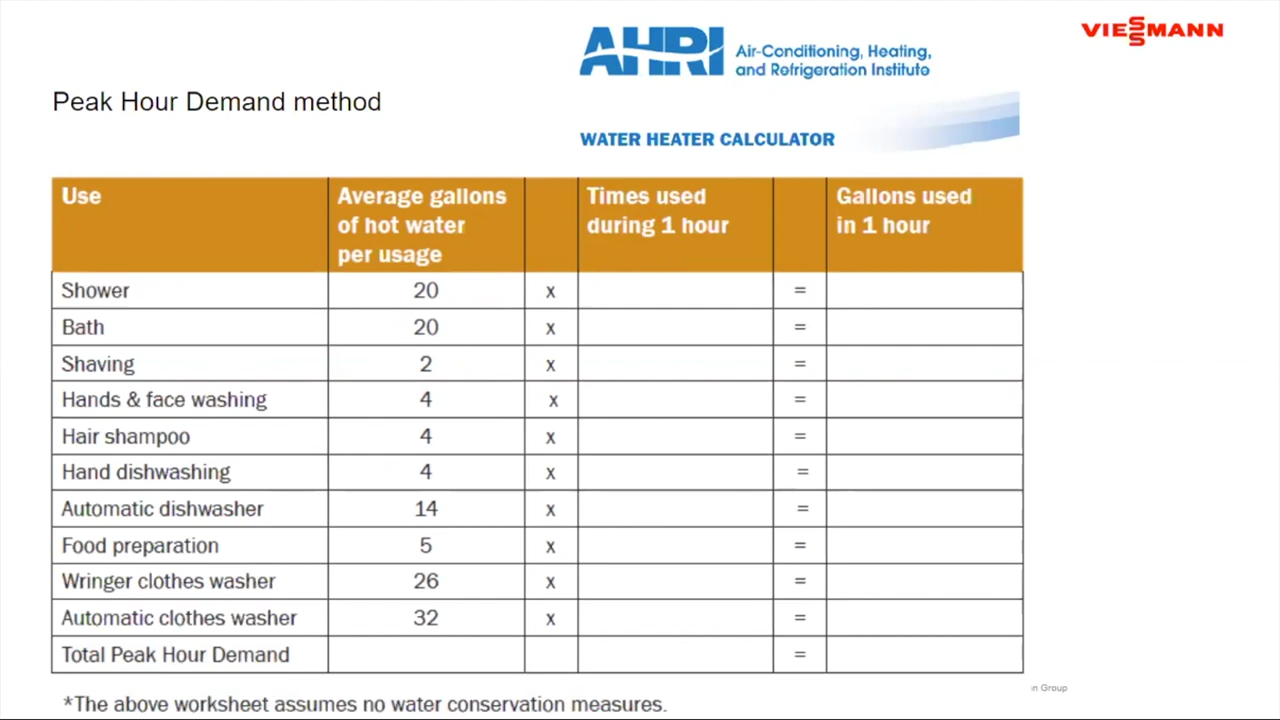 VIESSMANN
AHRI Air-Conditioning, Heating,
and Refrigeration Institute
Peak Hour Demand method
WATER HEATER CALCULATOR
Use Average gallons of hot water per usage Times used during 1 hour Gallons used in 1 hour
Shower 20 x =
Bath 20 x =
Shaving 2 x =
Hands & face washing 4 x =
Hair shampoo 4 x =
Hand dishwashing 4 x =
Automatic dishwasher 14 x =
Food preparation 5 x =
Wringer clothes washer 26 x =
Automatic clothes washer 32 x =
Total Peak Hour Demand =
n Group
*The above worksheet assumes no water conservation measures.